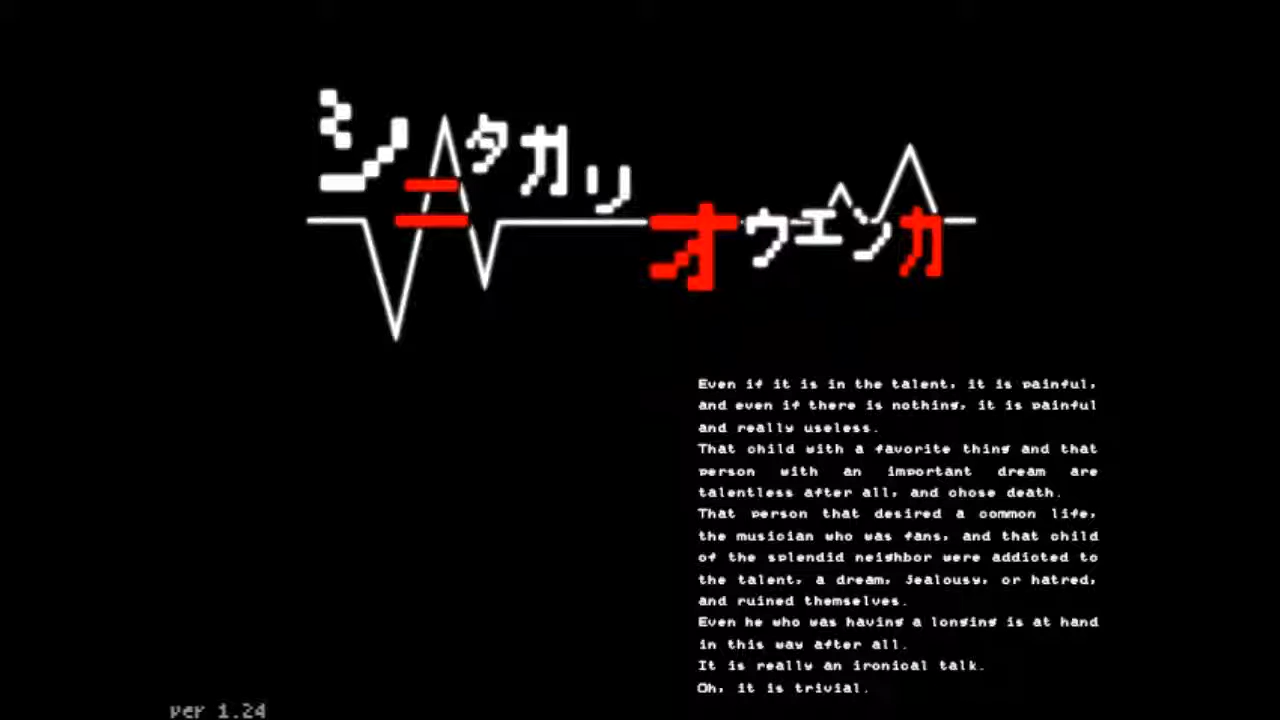 シニタガリオウエンカ
Even if it is in the talent, it is painful,
and even if there is nothing, it is painful
and really useless.
That child with a favorite thing and that
person with an important dream are
talentless after all, and chose death.
That person that desired a common life,
the musician who was fans, and that child
of the splendid neighbor were addicted to
the talent, a dream, jealousy, or hatred,
and ruined themselves.
Even he who was having a longing is at hand
in this way after all.
It is really an ironical talk.
Oh, it is trivial.
ver 1.24